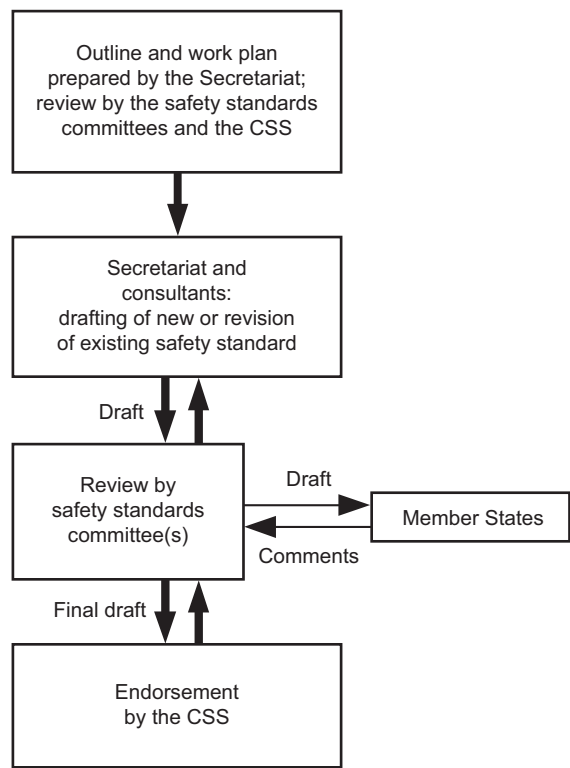 Outline and work plan
prepared by the Secretariat;
review by the safety standards
committees and the CSS
Secretariat and
consultants:
drafting of new or revision
of existing safety standard
Draft
Review by
safety standards
committee(s)
Draft
Member States
Comments
Final draft
Endorsement
by the CSS